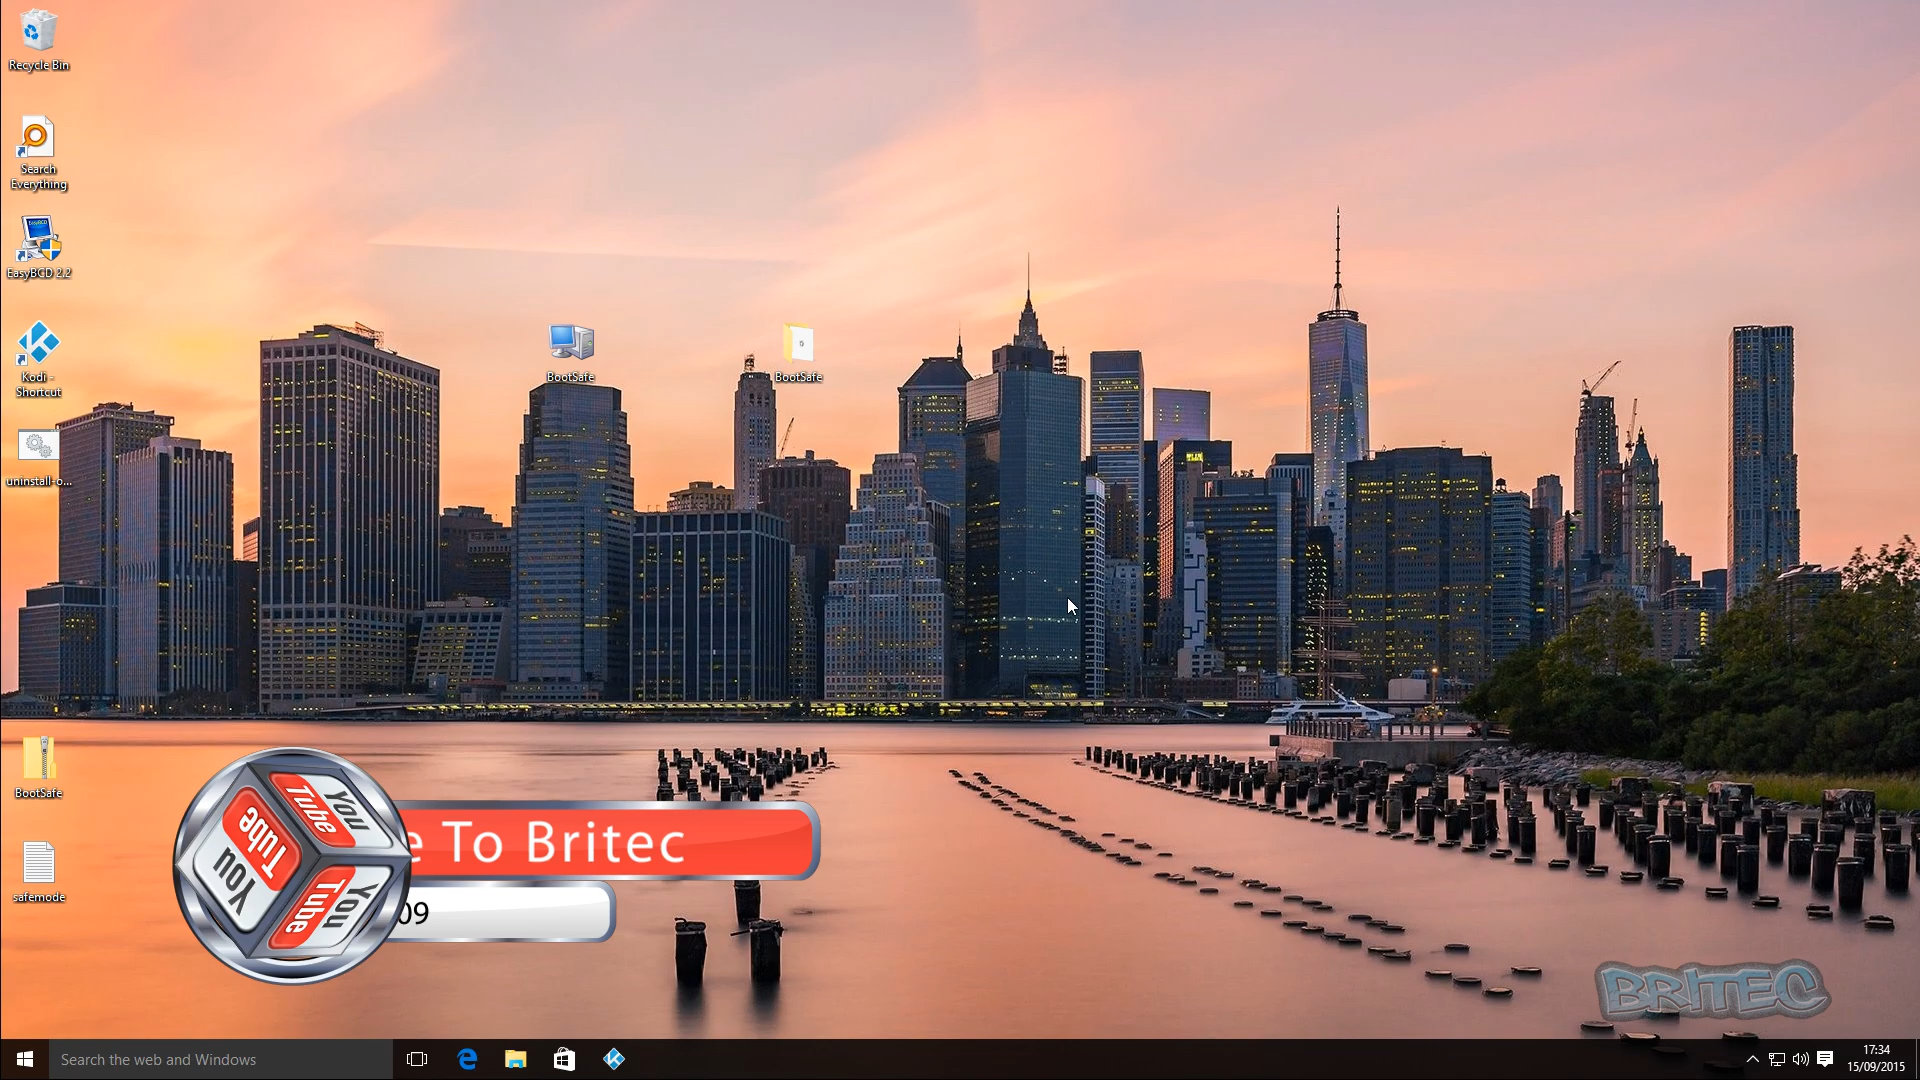 Recycle Bin
Search
Everything
EasyBCD 2.2
Kodi -
Shortcut
uninstall-o...
BootSafe
BootSafe
BootSafe
safemode
You
Tube
You
Tube
You
Tube
e To Britec
09
BRITEC
Search the web and Windows
17:34
15/09/2015